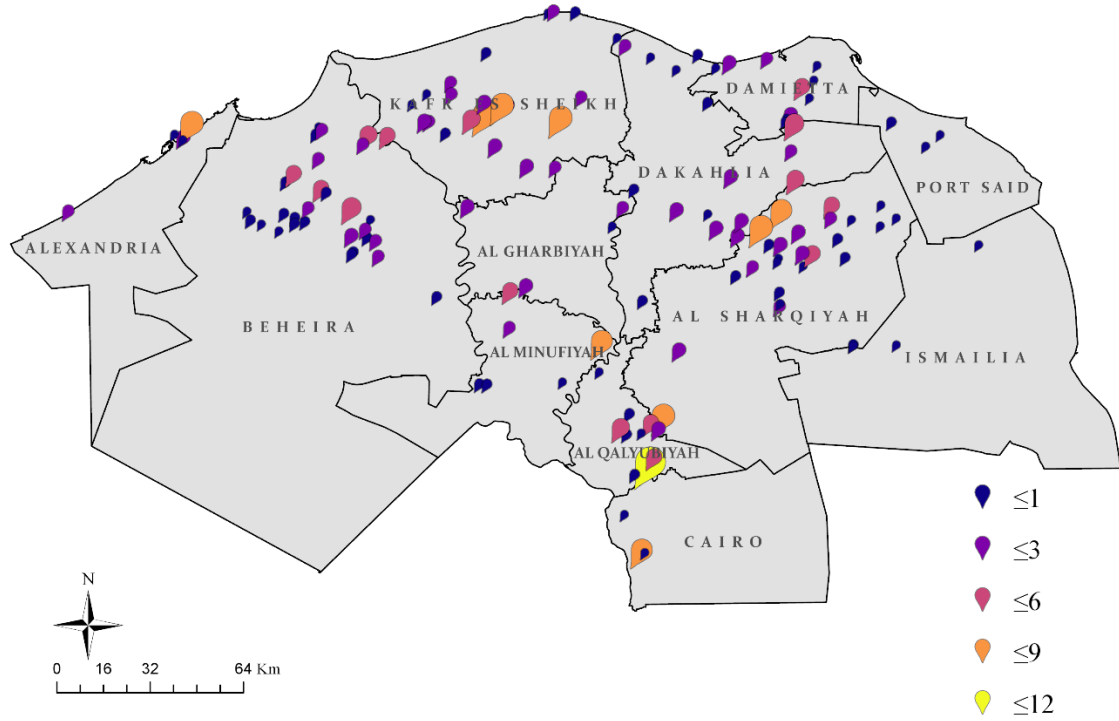 DAMIETTA
KAFR ES SHEIKH
DAKAHLIA
PORT SAID
ALEXANDRIA
AL GHARBIYAH
BEHEIRA
AL SHARQIYAH
AL MINUFIYAH
ISMAILIA
AL QALYUBIYAH
CAIRO
≤1
≤3
≤6
≤9
≤12
N
0 16 32 64 Km